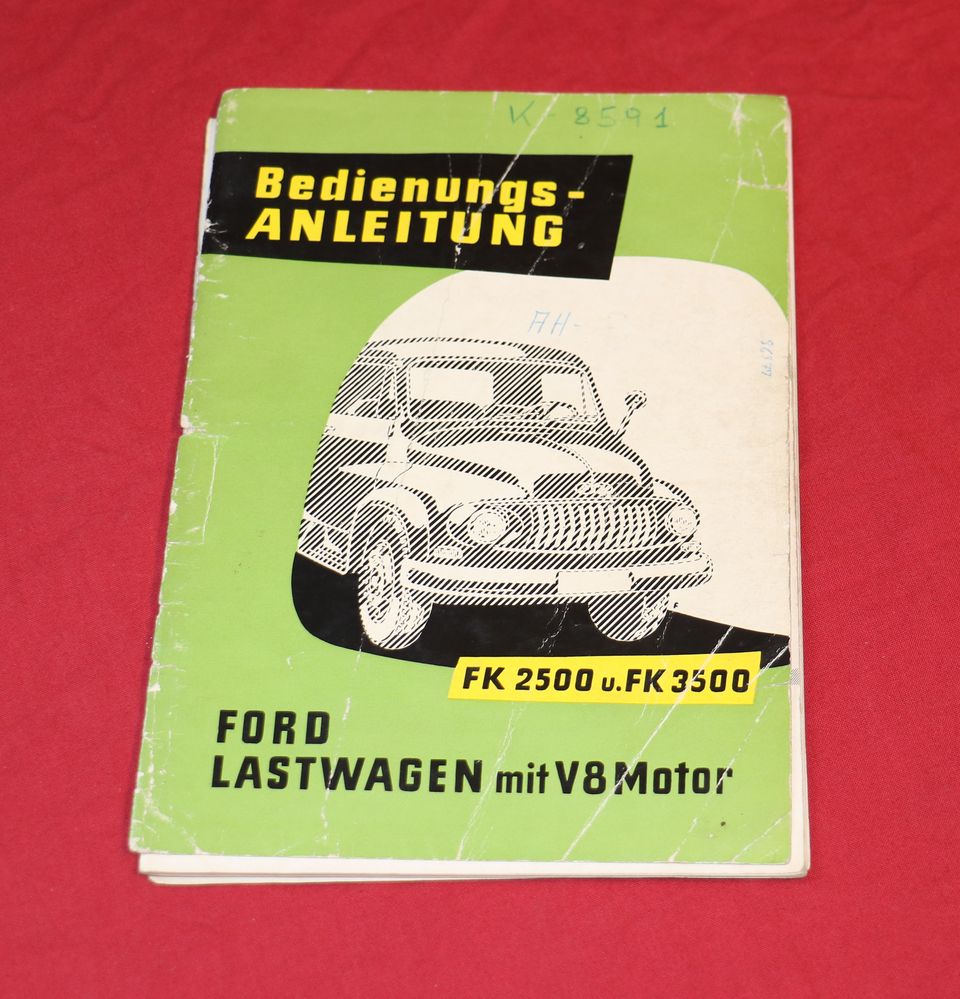 K-8591
Bedienungs-
ANLEITUNG
AH-
FK 2500 u. FK 3500
FORD
LASTWAGEN mit V8 Motor